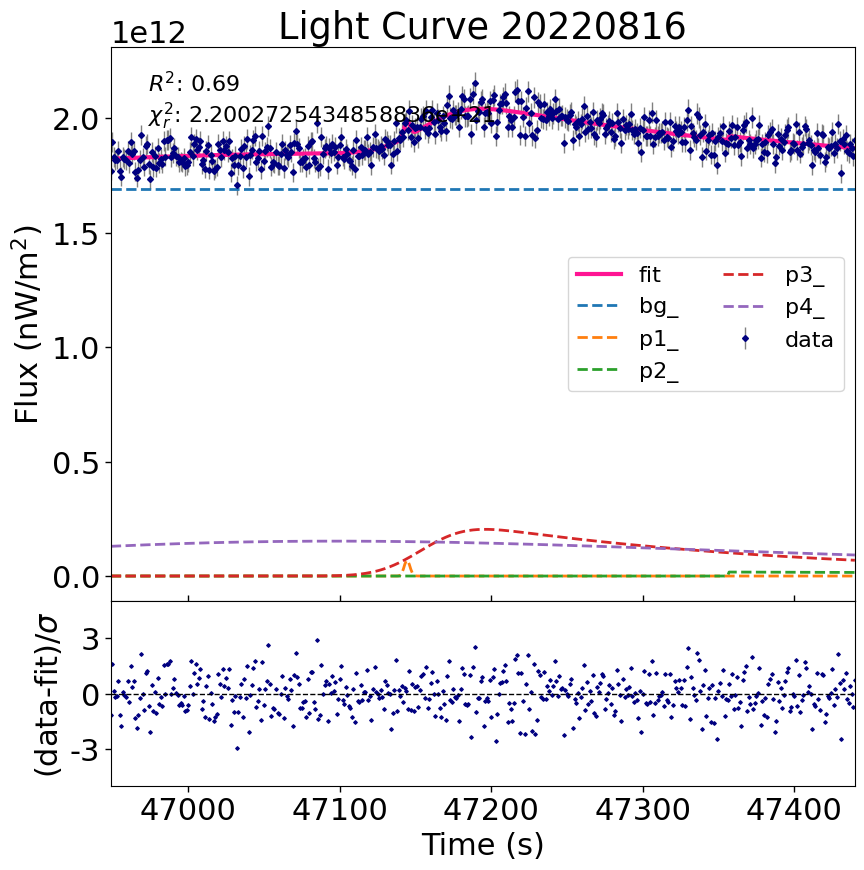 Light Curve 20220816
1e12
R²: 0.69
χ²ᵣ:
2.0
1.5
1.0
0.5
0.0
Flux (nW/m²)
fit
bg_
p1_
p2_
p3_
p4_
data
3
0
-3
(data-fit)/σ
47000 47100 47200 47300 47400
Time (s)